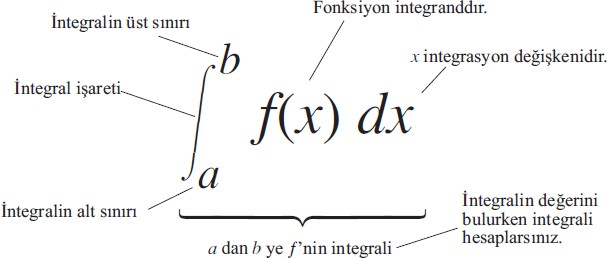 Fonksiyon integranddır.
İntegralin üst sınırı
b
x integrasyon değişkenidir.
İntegral işareti
∫ f(x) dx
a
İntegralin alt sınırı
İntegralin değerini
bulurken integrali
hesaplarsınız.
a dan b ye f’nin integrali